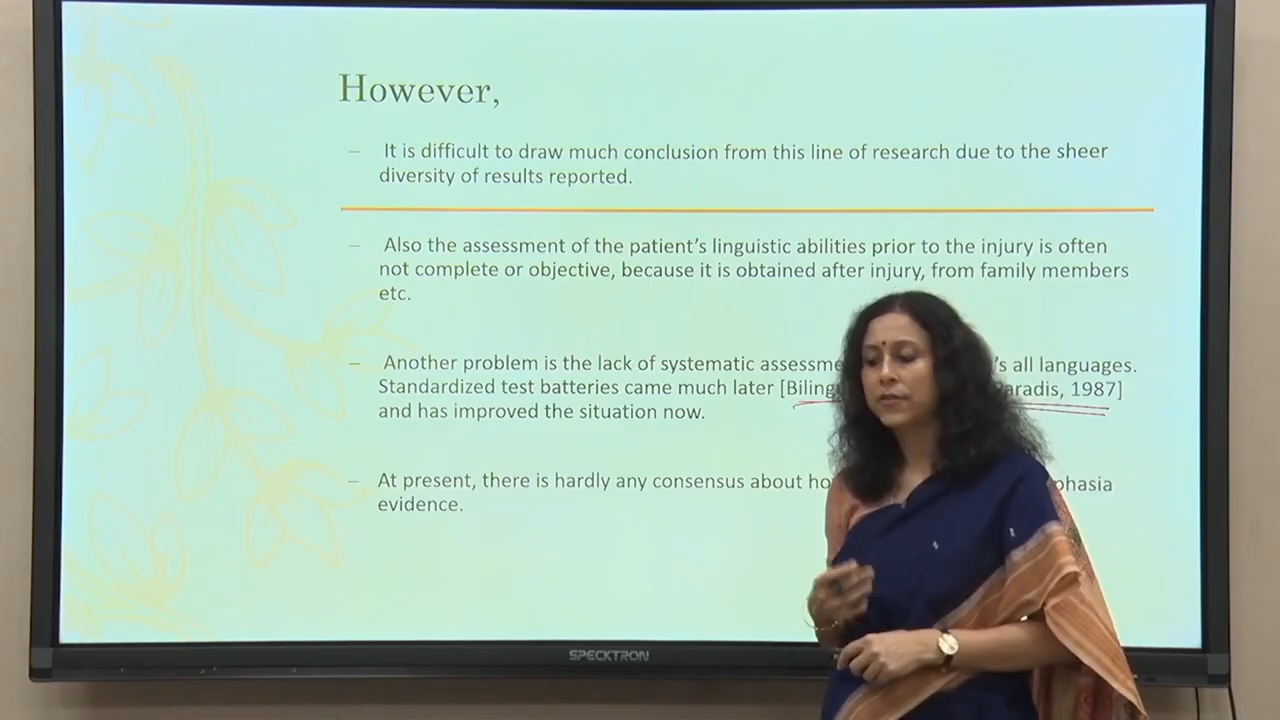 However,
– It is difficult to draw much conclusion from this line of research due to the sheer
diversity of results reported.
– Also the assessment of the patient's linguistic abilities prior to the injury is often
not complete or objective, because it is obtained after injury, from family members
etc.
– Another problem is the lack of systematic 's all languages.
Standardized test batteries came much later 1987]
and has improved the situation now.
– At present, there is hardly any consensus about
evidence.
SPECKTRON